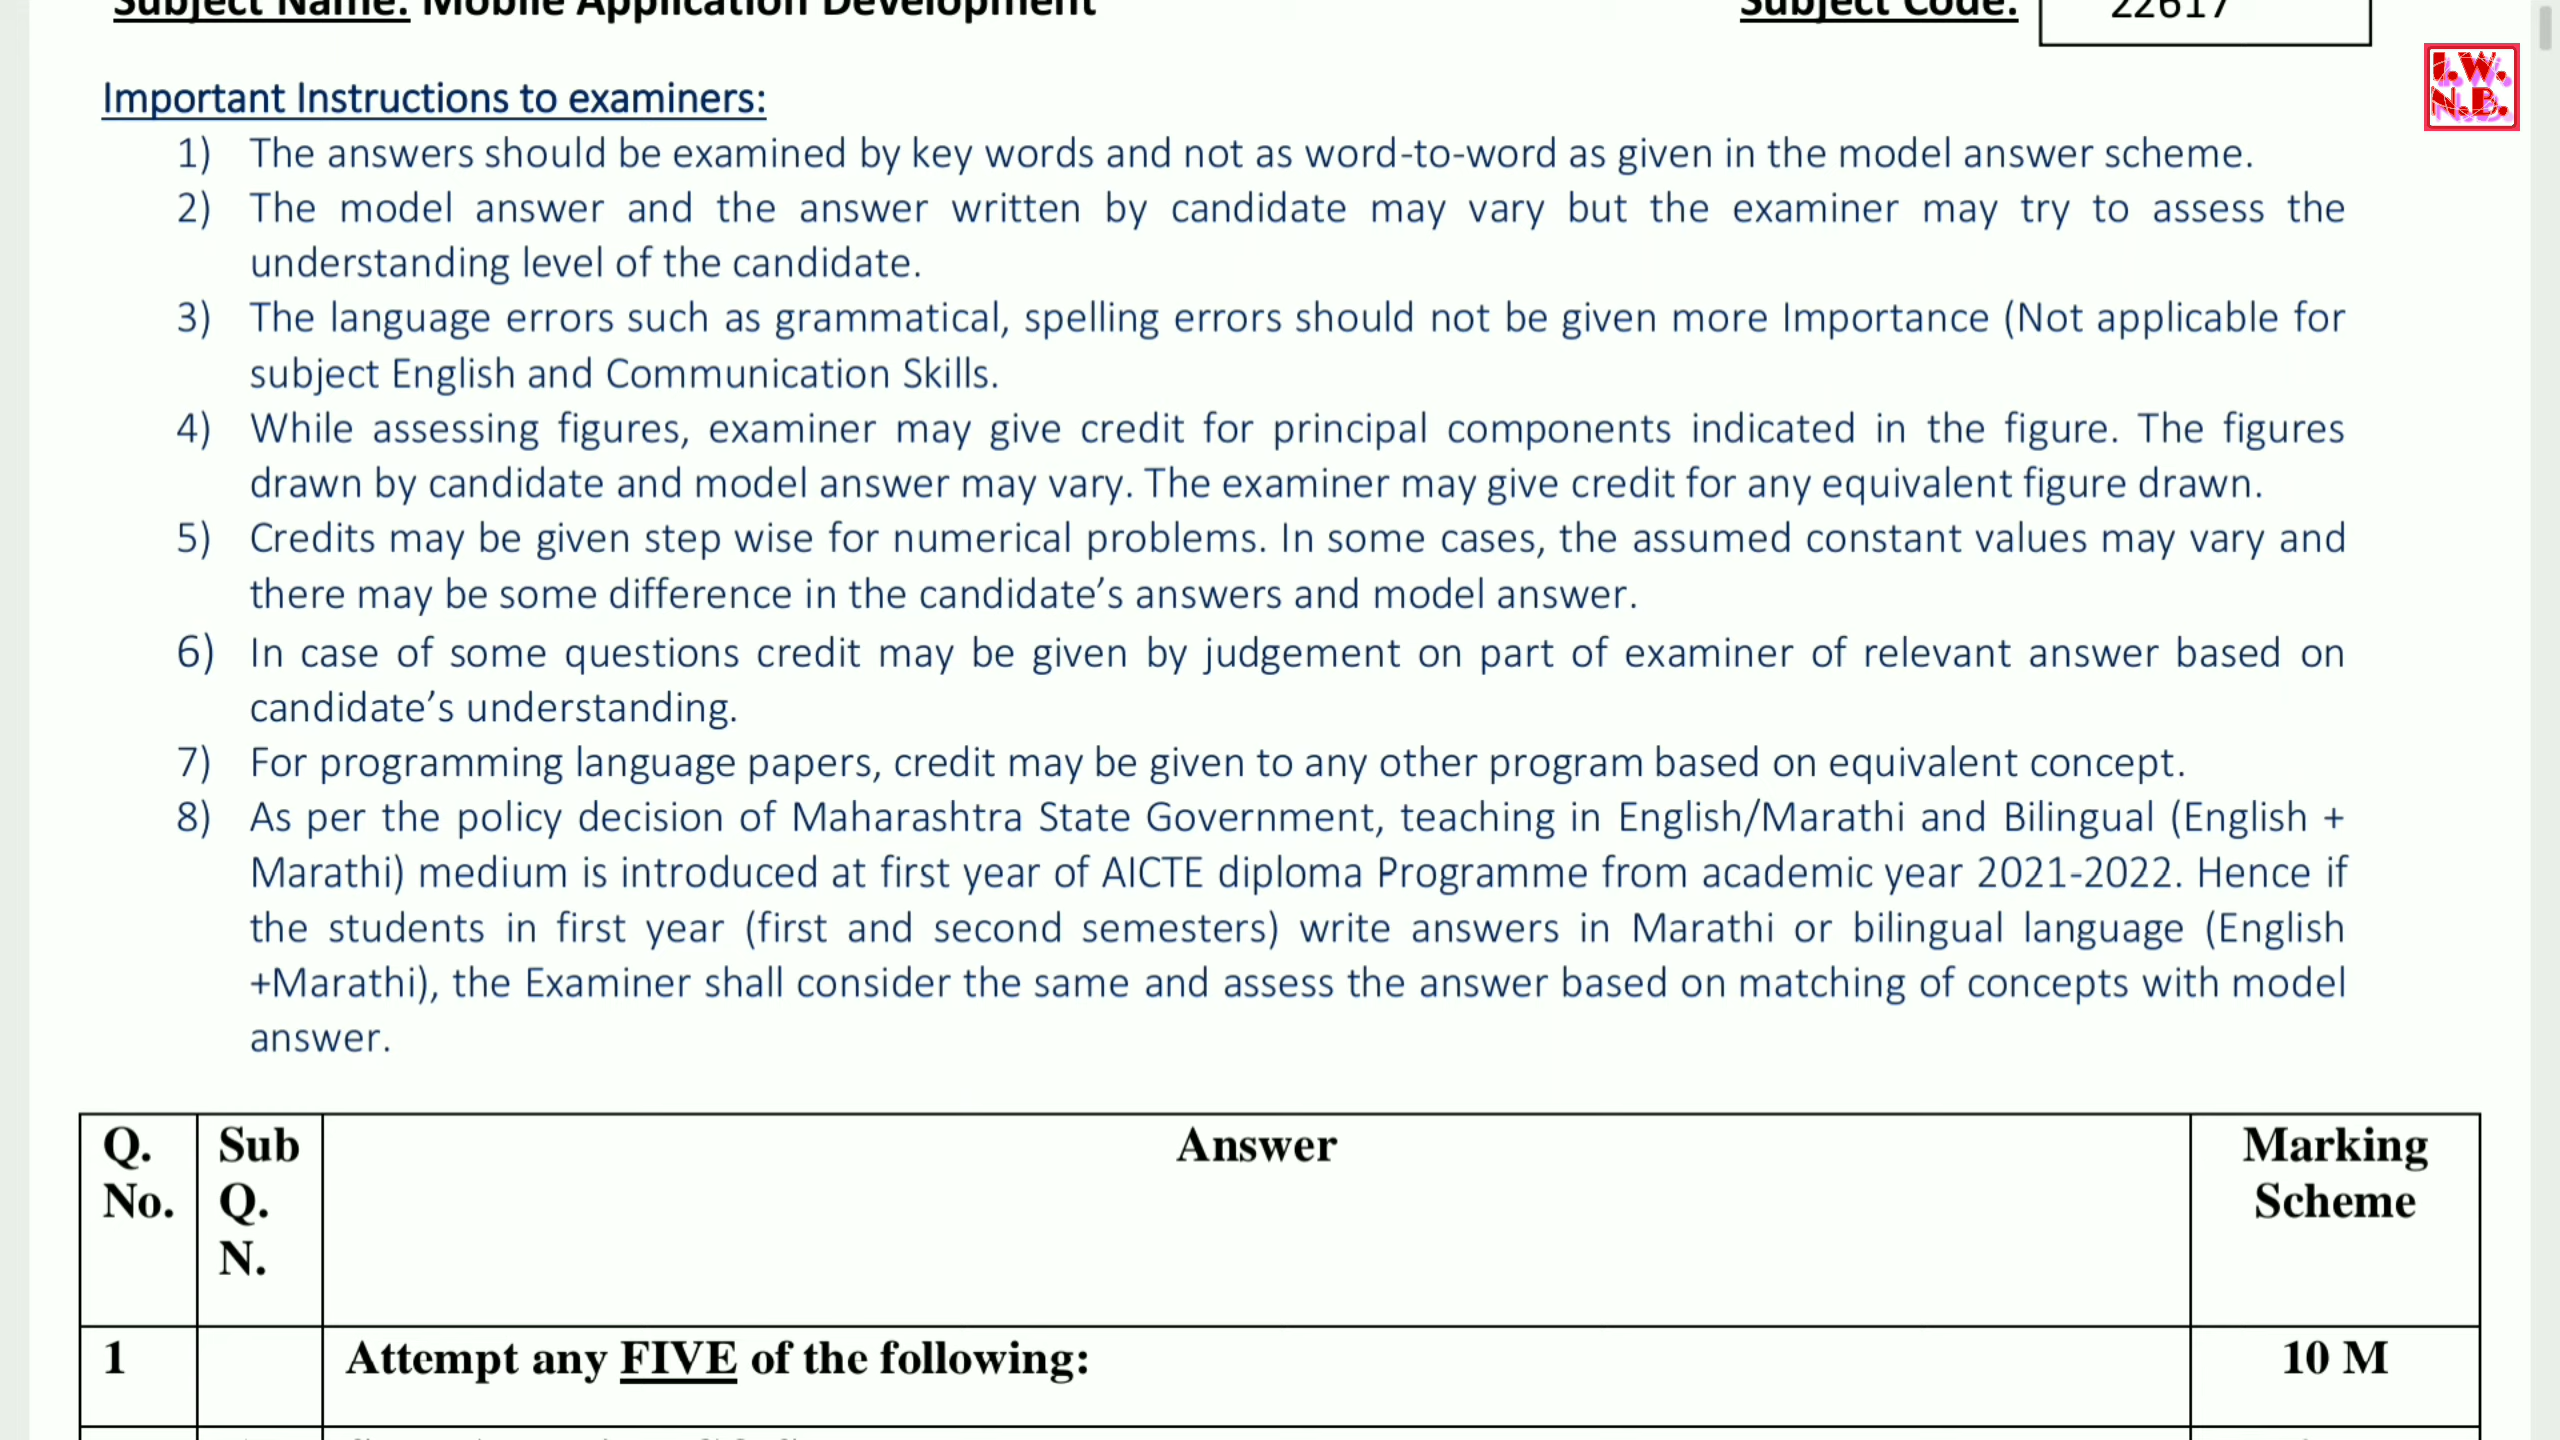 Subject Name: Mobile Application Development Subject Code: 22617
I.W.
N.B.
Important Instructions to examiners:
1) The answers should be examined by key words and not as word-to-word as given in the model answer scheme.
2) The model answer and the answer written by candidate may vary but the examiner may try to assess the
understanding level of the candidate.
3) The language errors such as grammatical, spelling errors should not be given more Importance (Not applicable for
subject English and Communication Skills.
4) While assessing figures, examiner may give credit for principal components indicated in the figure. The figures
drawn by candidate and model answer may vary. The examiner may give credit for any equivalent figure drawn.
5) Credits may be given step wise for numerical problems. In some cases, the assumed constant values may vary and
there may be some difference in the candidate’s answers and model answer.
6) In case of some questions credit may be given by judgement on part of examiner of relevant answer based on
candidate’s understanding.
7) For programming language papers, credit may be given to any other program based on equivalent concept.
8) As per the policy decision of Maharashtra State Government, teaching in English/Marathi and Bilingual (English +
Marathi) medium is introduced at first year of AICTE diploma Programme from academic year 2021-2022. Hence if
the students in first year (first and second semesters) write answers in Marathi or bilingual language (English
+Marathi), the Examiner shall consider the same and assess the answer based on matching of concepts with model
answer.
Q. Sub Answer Marking
No. Q. Scheme
N.
1 Attempt any FIVE of the following: 10 M